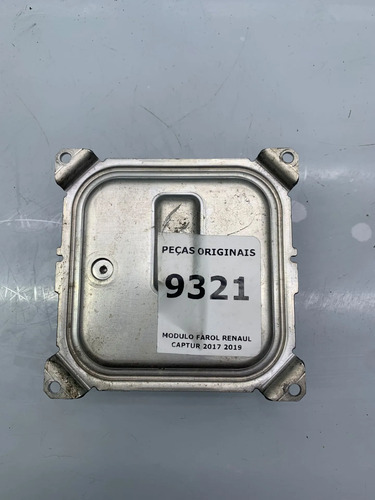 PEÇAS ORIGINAIS
9321
MODULO FAROL RENAUL
CAPTUR 2017 2019